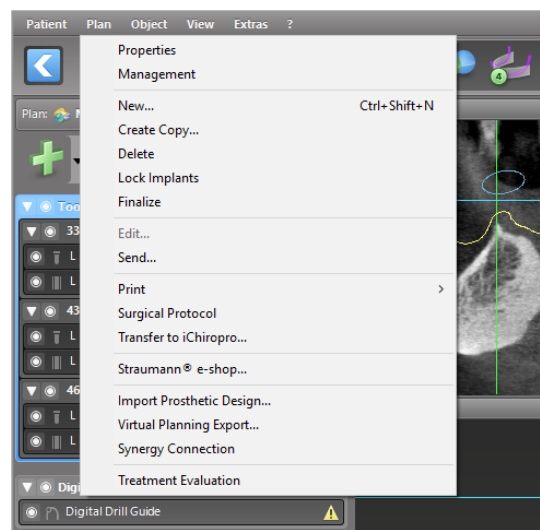 Patient Plan Object View Extras ?
Properties
Management
4
Plan:
New... Ctrl+Shift+N
Create Copy...
Delete
Lock Implants
Finalize
33
L
L
Edit...
Send...
Print
43
L
L
Surgical Protocol
Transfer to iChiropro...
Straumann® e-shop...
46
L
L
Import Prosthetic Design...
Virtual Planning Export...
Synergy Connection
Treatment Evaluation
Digital Drill Guide